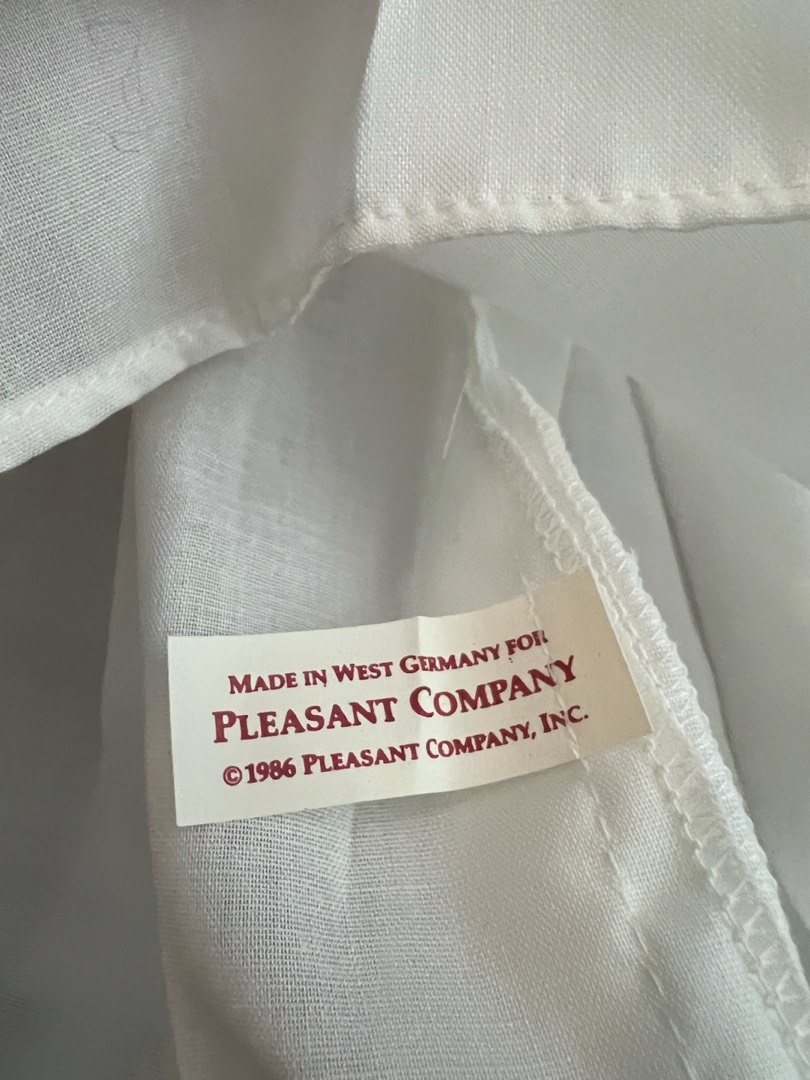 Made in West Germany for
Pleasant Company
©1986 Pleasant Company, Inc.